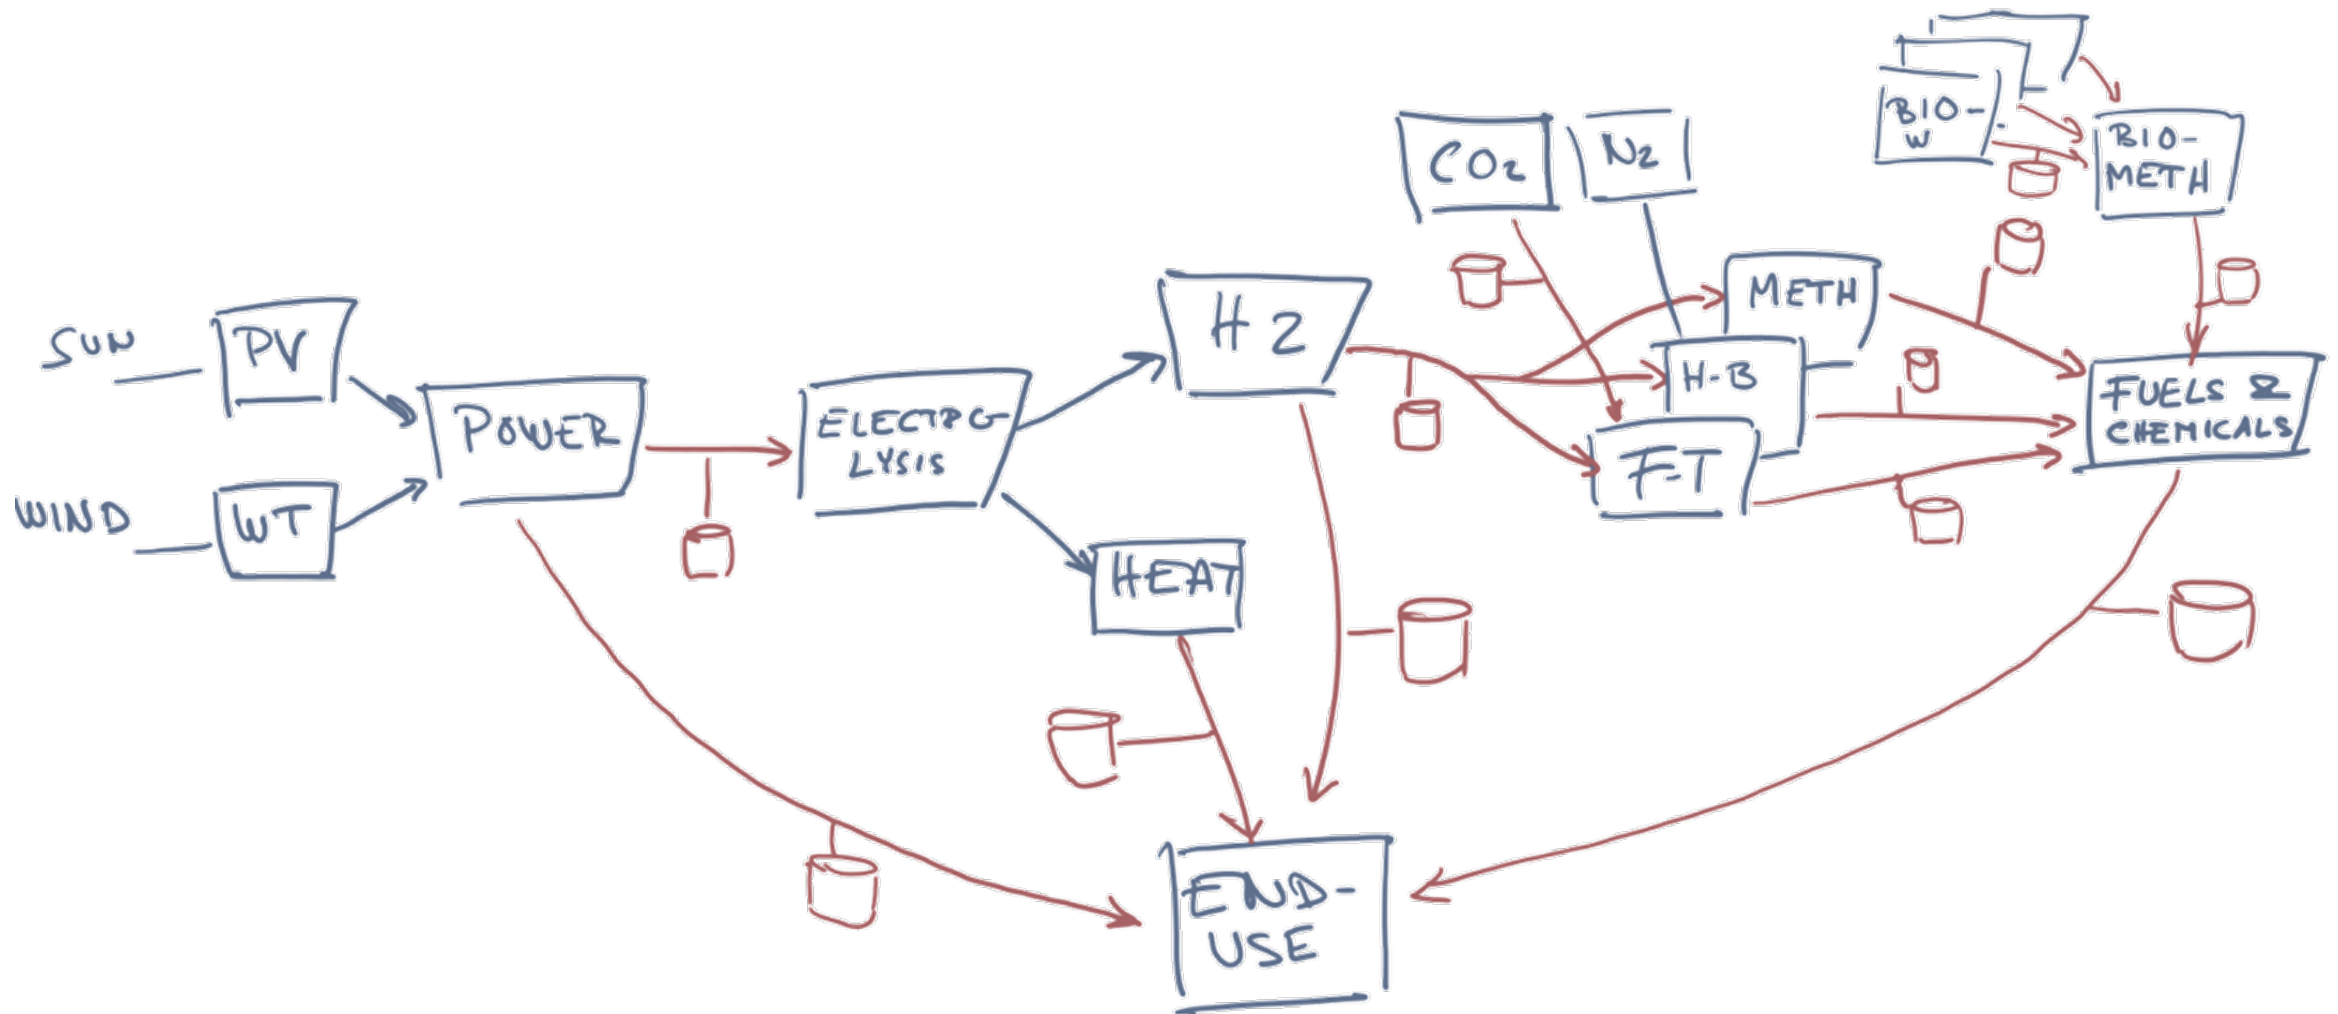 SUN
PV
WIND
WT
POWER
ELECTRO-
LYSIS
H2
HEAT
CO2
N2
METH
H-B
F-T
BIO-
W
BIO-
METH
FUELS &
CHEMICALS
END-
USE